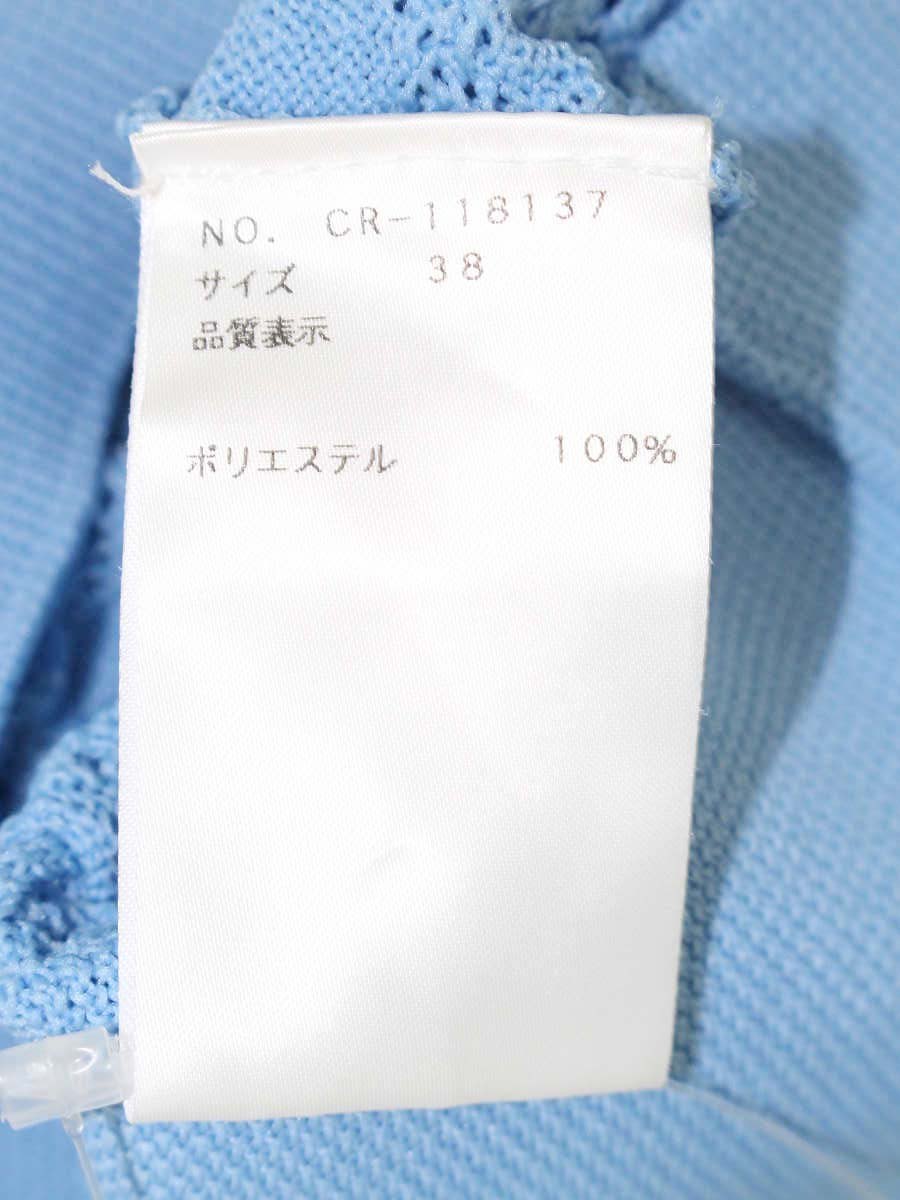 NO. CR-118137
サイズ 38
品質表示
ポリエステル 100%